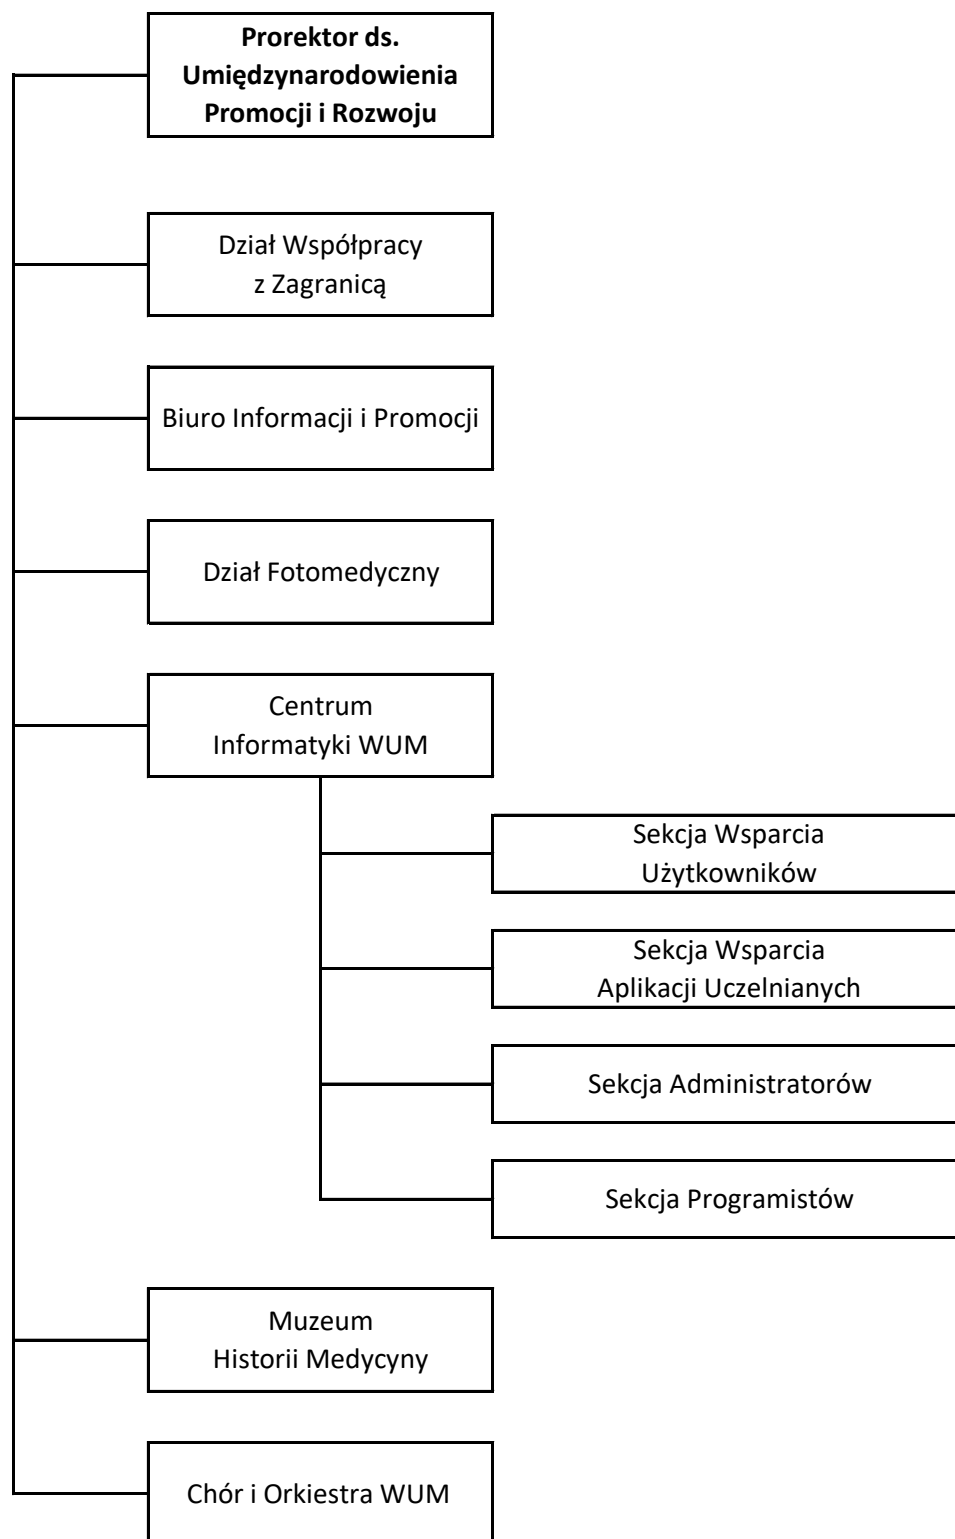 Prorektor ds.
Umiędzynarodowienia
Promocji i Rozwoju
Dział Współpracy
z Zagranicą
Biuro Informacji i Promocji
Dział Fotomedyczny
Centrum
Informatyki WUM
Sekcja Wsparcia
Użytkowników
Sekcja Wsparcia
Aplikacji Uczelnianych
Sekcja Administratorów
Sekcja Programistów
Muzeum
Historii Medycyny
Chór i Orkiestra WUM